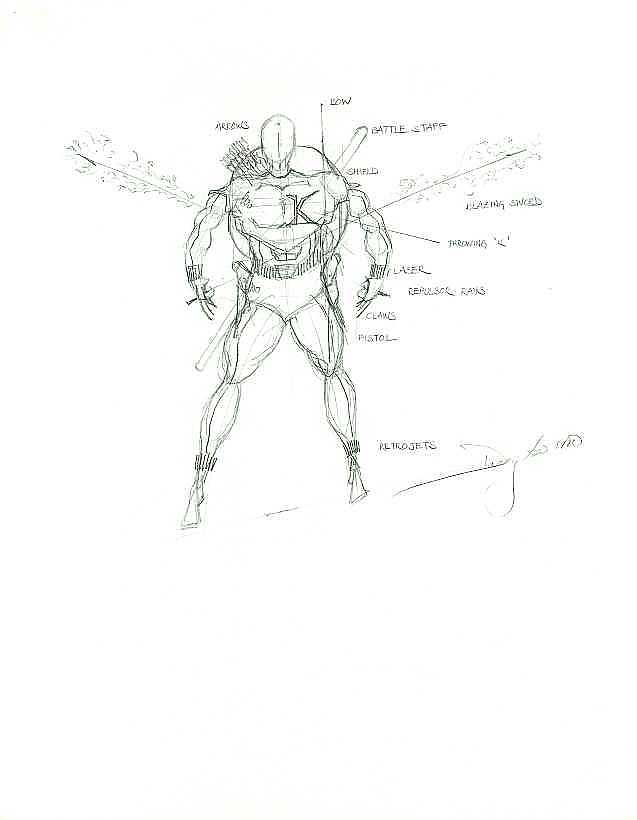 BOW
ARROWS
BATTLE STAFF
SHIELD
K
BLAZING SWORD
THROWING 'K'
LASER
REPULSOR RAYS
CLAWS
PISTOL
RETROJETS